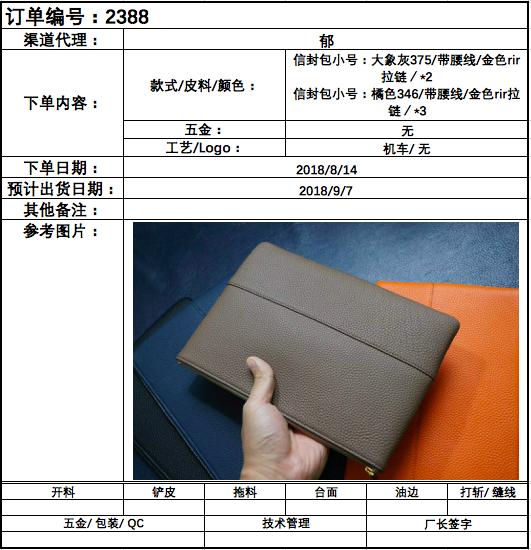 订单编号：2388
渠道代理： 郁
下单内容：
款式/皮料/颜色：
信封包小号：大象灰375/带腰线/金色rir
拉链／*2
信封包小号：橘色346/带腰线/金色rir拉
链／*3
五金： 无
工艺/Logo： 机车/ 无
下单日期： 2018/8/14
预计出货日期： 2018/9/7
其他备注：
参考图片：
开料 铲皮 拖料 台面 油边 打斩/ 缝线
五金/ 包装/ QC 技术管理 厂长签字